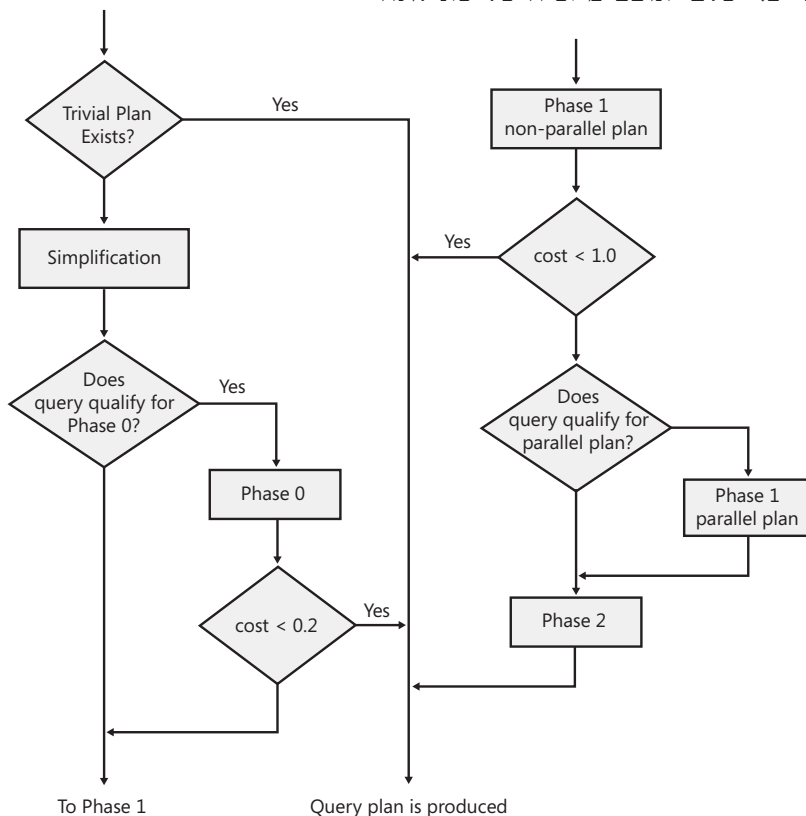 Trivial Plan
Exists?
Yes
Simplification
Does
query qualify for
Phase 0?
Yes
Phase 0
cost < 0.2
Yes
To Phase 1
Query plan is produced
Phase 1
non-parallel plan
Yes
cost < 1.0
Does
query qualify for
parallel plan?
Phase 1
parallel plan
Phase 2